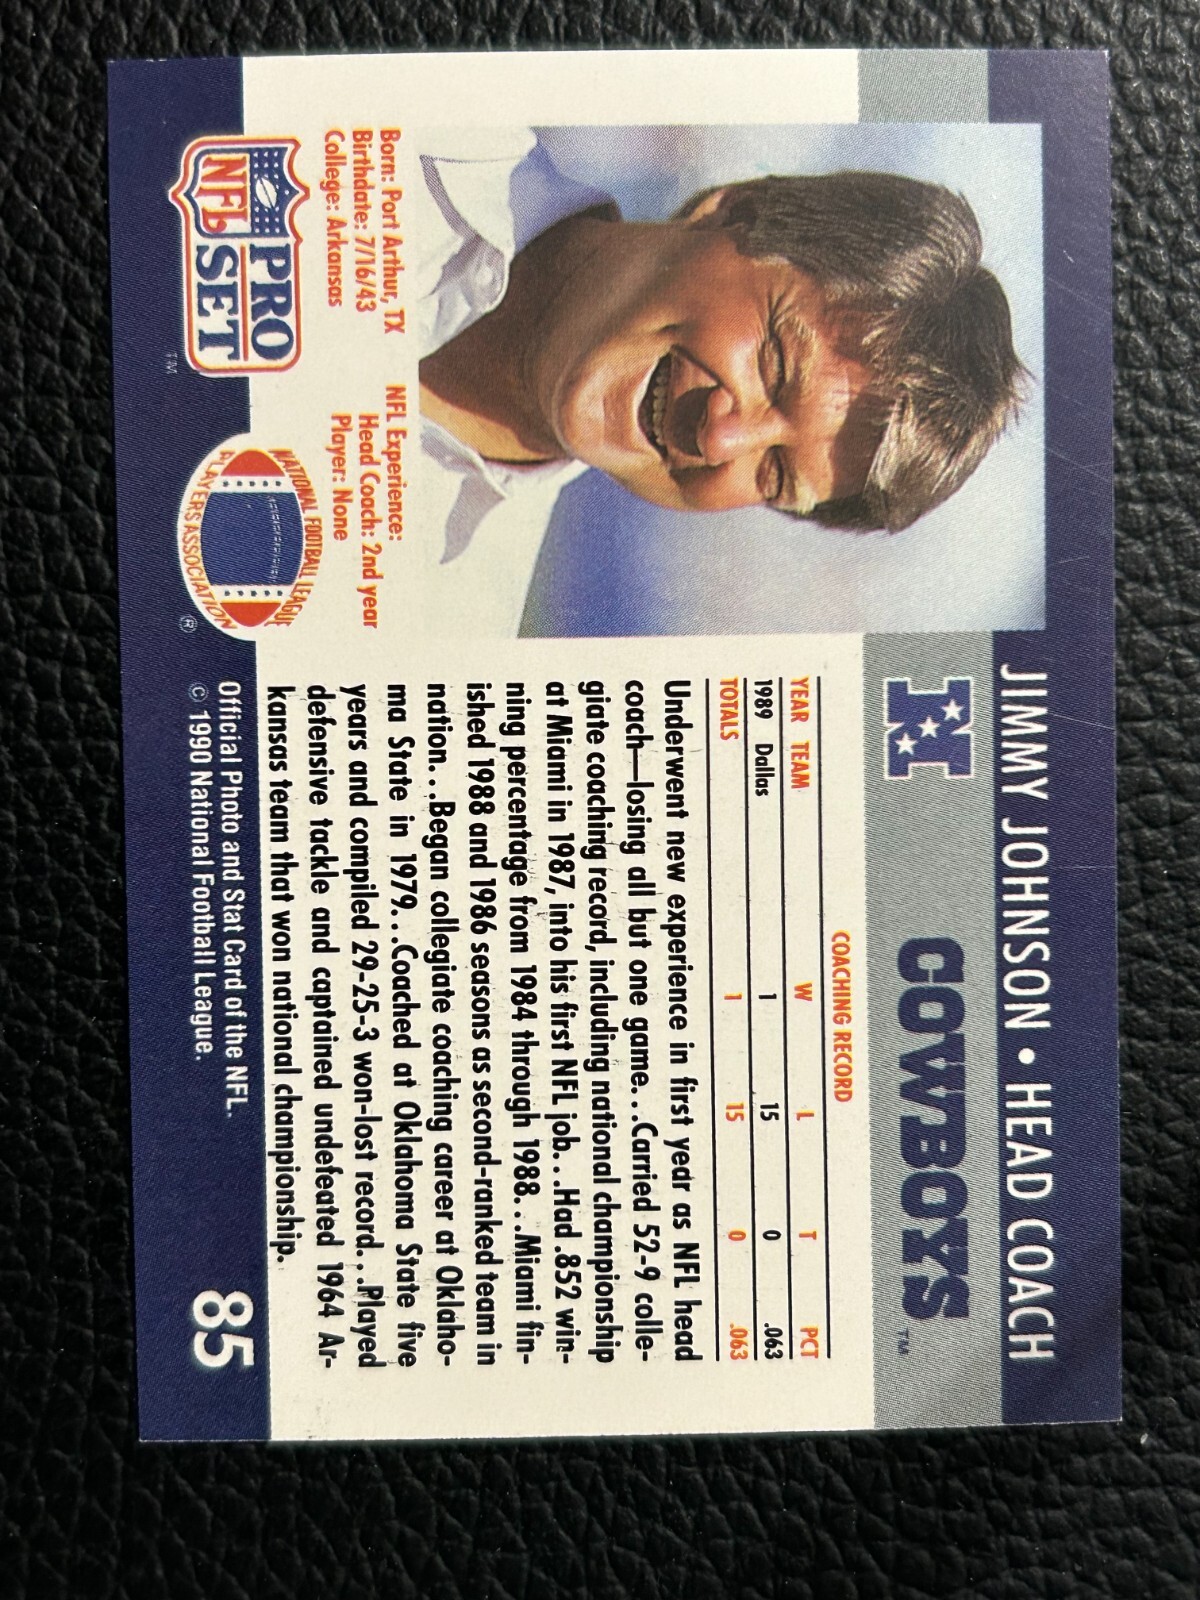 JIMMY JOHNSON • HEAD COACH
N
COWBOYS™
COACHING RECORD
YEAR TEAM W L T PCT
1989 Dallas 1 15 0 .063
TOTALS 1 15 0 .063
Underwent new experience in first year as NFL head
coach—losing all but one game...Carried 52-9 colle-
giate coaching record, including national championship
at Miami in 1987, into his first NFL job...Had .852 win-
ning percentage from 1984 through 1988...Miami fin-
ished 1988 and 1986 seasons as second-ranked team in
nation...Began collegiate coaching career at Oklaho-
ma State in 1979...Coached at Oklahoma State five
years and compiled 29-25-3 won-lost record...Played
defensive tackle and captained undefeated 1964 Ar-
kansas team that won national championship.
Born: Port Arthur, TX
Birthdate: 7/16/43
College: Arkansas
NFL Experience:
Head Coach: 2nd year
Player: None
PRO
NFL SET
TM
NATIONAL FOOTBALL LEAGUE
PLAYERS ASSOCIATION
®
Official Photo and Stat Card of the NFL.
© 1990 National Football League.
85